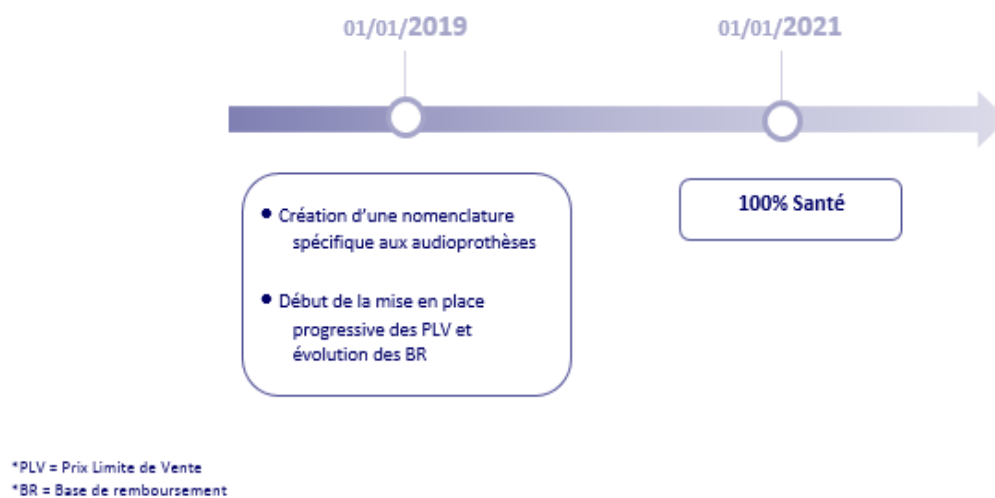 01/01/2019
01/01/2021
● Création d'une nomenclature
spécifique aux audioprothèses
● Début de la mise en place
progressive des PLV et
évolution des BR
100% Santé
*PLV = Prix Limite de Vente
*BR = Base de remboursement